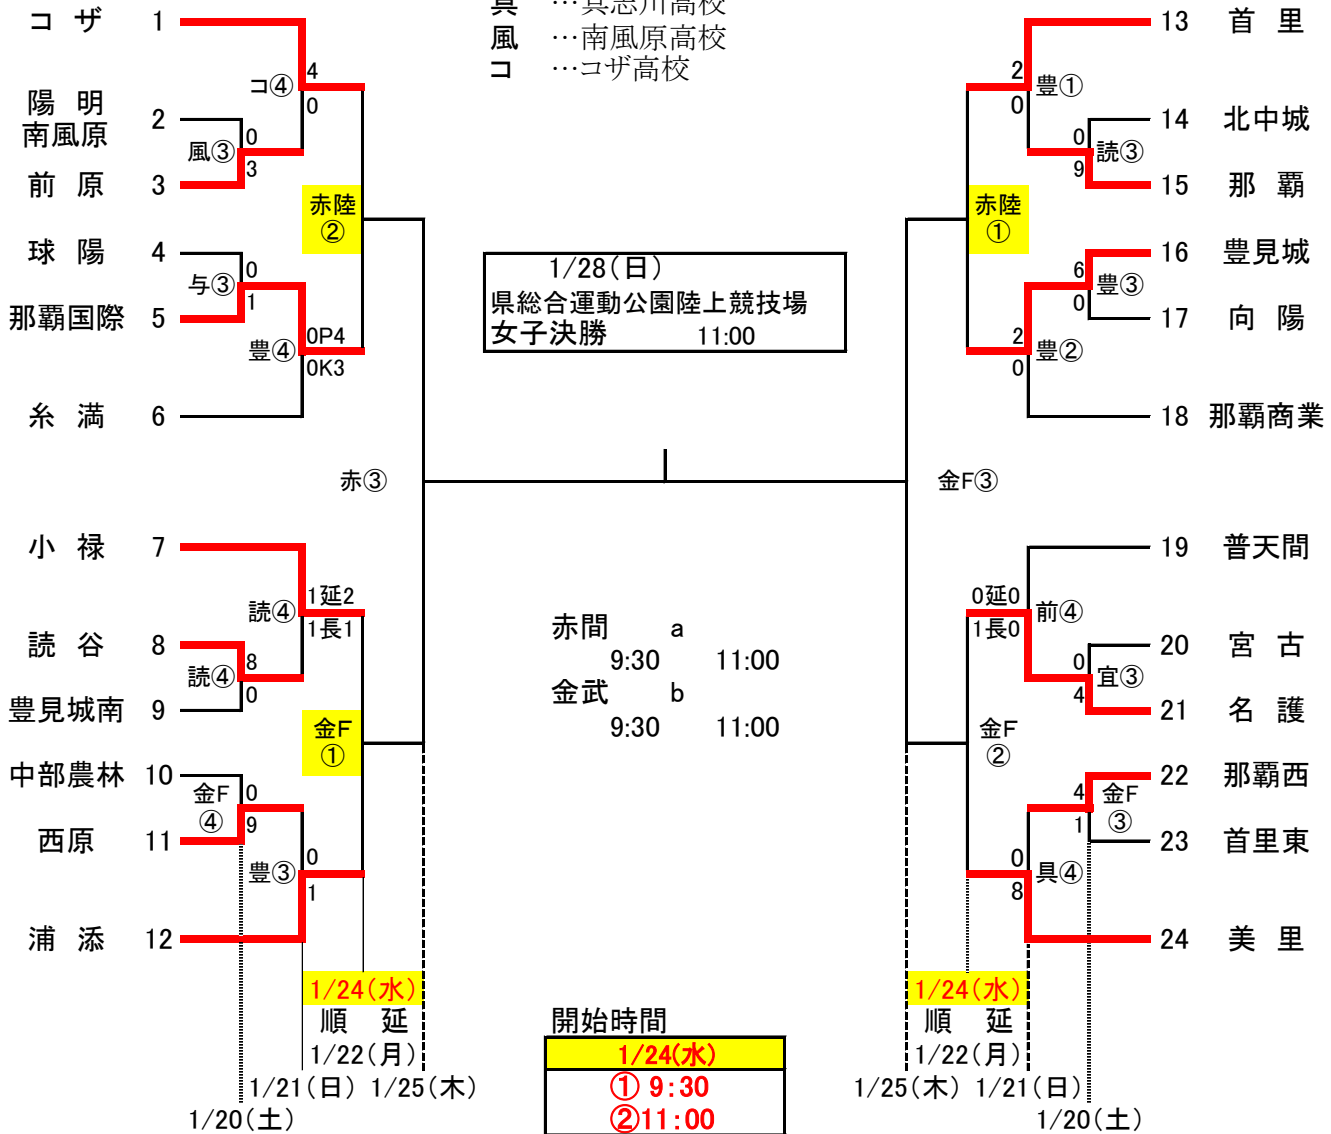 具 …具志川高校
風 …南風原高校
コ …コザ高校
コ ザ 1
4
コ④
0
陽 明
南風原 2
0
風③
3
前 原 3
赤陸
②
球 陽 4
0
与③
1
那覇国際 5
0P4
豊④
0K3
糸 満 6
赤③
小 禄 7
1延2
読④
1長1
読 谷 8
8
読④
0
豊見城南 9
金F
①
中部農林 10
金F 0
④ 9
西原 11
0
豊③
1
浦 添 12
1/24(水)
順 延
1/22(月)
1/21(日) 1/25(木)
1/20(土)
1/28(日)
県総合運動公園陸上競技場
女子決勝 11:00
赤間 a
9:30 11:00
金武 b
9:30 11:00
開始時間
1/24(水)
① 9:30
②11:00
13 首 里
2
豊①
0
14 北中城
0
読③
9
15 那 覇
赤陸
①
16 豊見城
6
豊③
0
17 向 陽
2
豊②
0
18 那覇商業
金F③
19 普天間
0延0
前④
1長0
20 宮 古
0
宜③
4
21 名 護
金F
②
22 那覇西
4 金F
1 ③
23 首里東
0
具④
8
24 美 里
1/24(水)
順 延
1/22(月)
1/25(木) 1/21(日)
1/20(土)